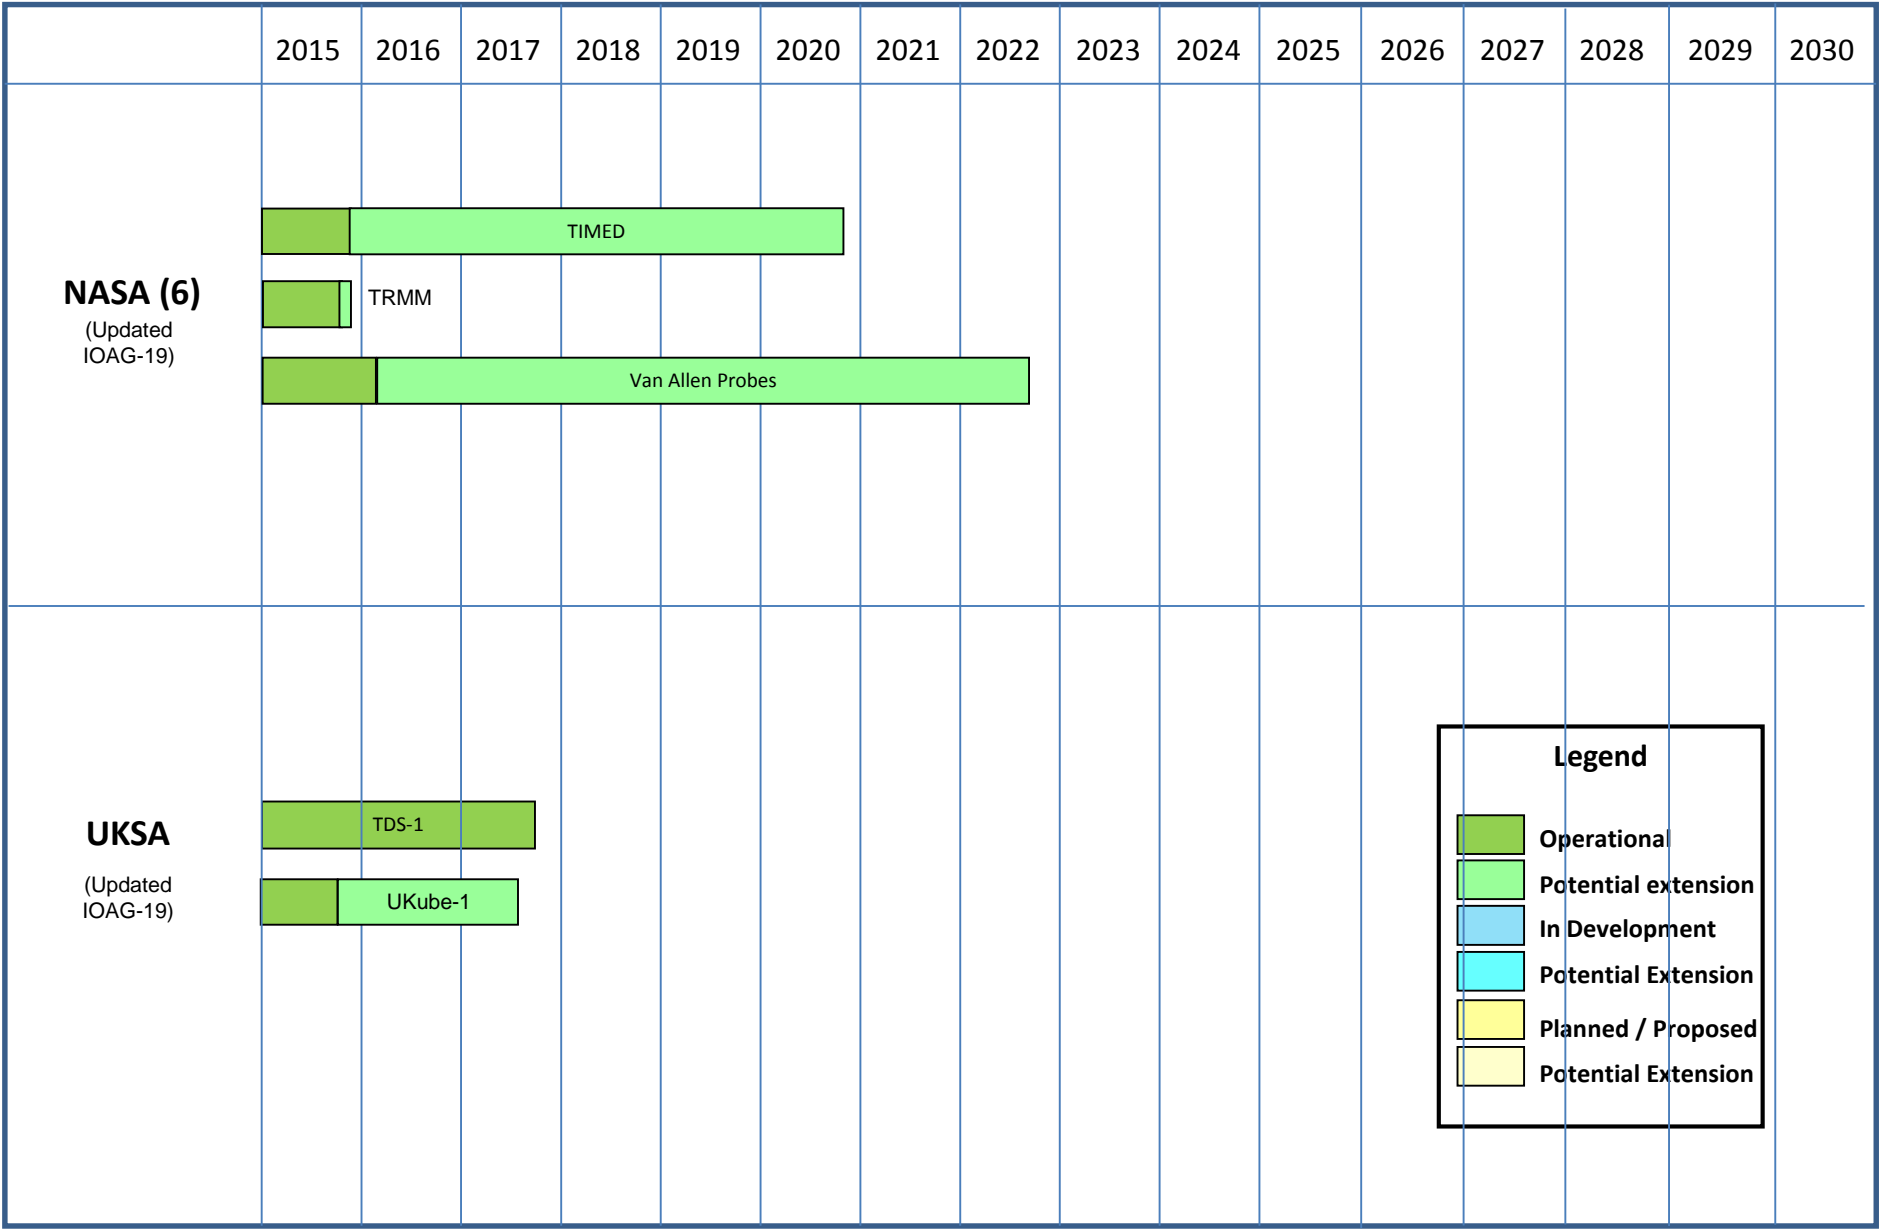 2015 2016 2017 2018 2019 2020 2021 2022 2023 2024 2025 2026 2027 2028 2029 2030
TIMED
NASA (6)
(Updated
IOAG-19)
TRMM
Van Allen Probes
UKSA
(Updated
IOAG-19)
TDS-1
UKube-1
Legend
Operational
Potential extension
In Development
Potential Extension
Planned / Proposed
Potential Extension